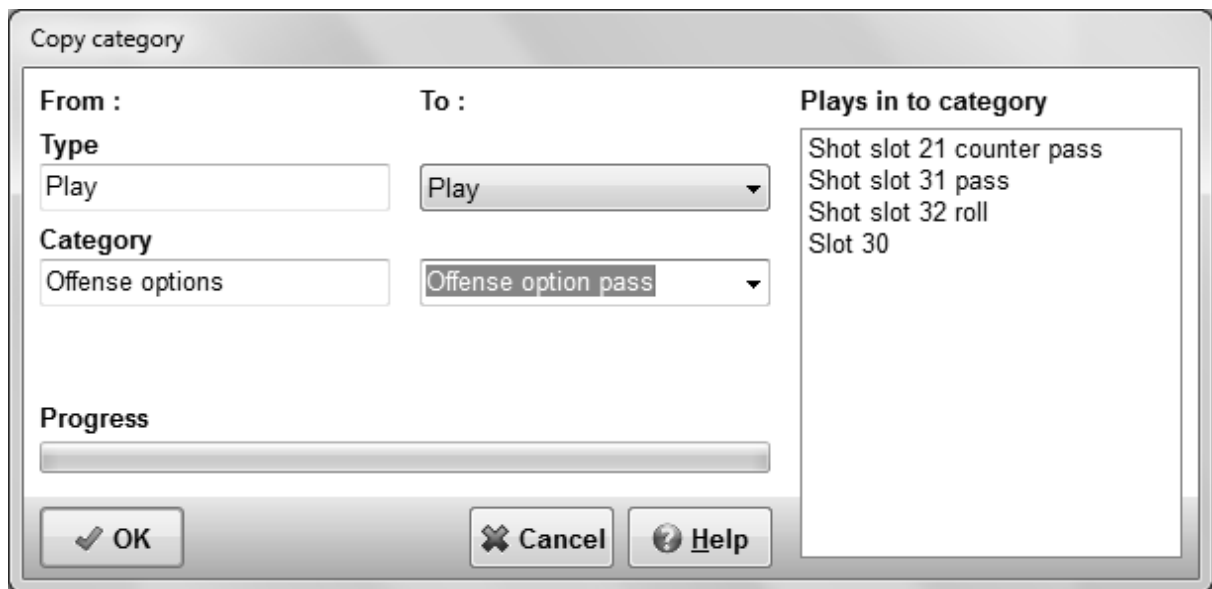 Copy category
From : To : Plays in to category
Type
Play Play
Category
Offense options Offense option pass
Shot slot 21 counter pass
Shot slot 31 pass
Shot slot 32 roll
Slot 30
Progress
OK Cancel Help